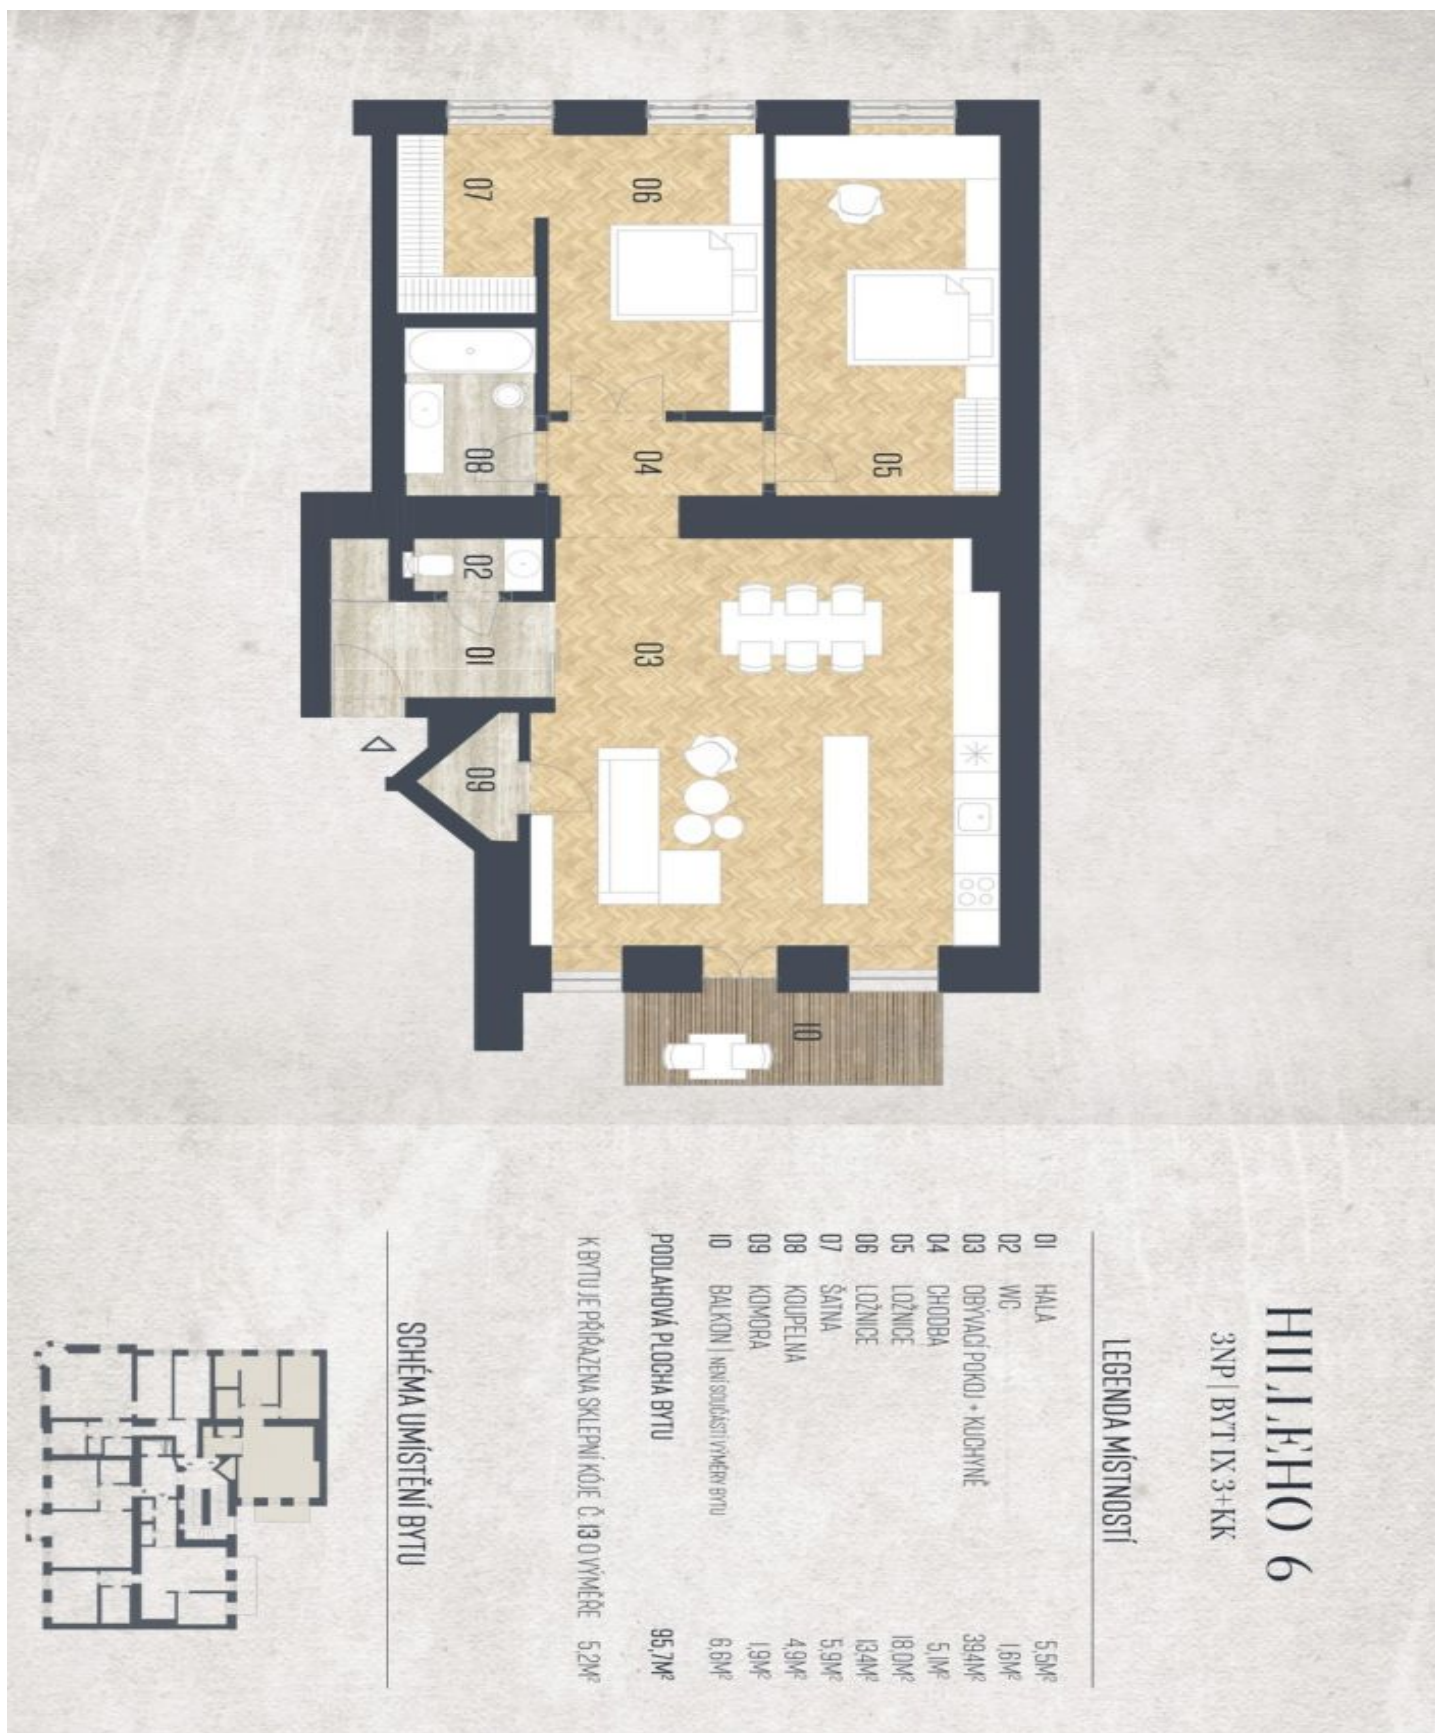 HILLEHO 6
3NP | BYT IX 3+KK
LEGENDA MÍSTNOSTÍ
01 HALA 5,5M²
02 WC 1,6M²
03 OBÝVACÍ POKOJ + KUCHYNĚ 39,4M²
04 CHODBA 5,1M²
05 LOŽNICE 18,0M²
06 LOŽNICE 13,4M²
07 ŠATNA 5,9M²
08 KOUPELNA 4,9M²
09 KOMORA 1,9M²
10 BALKON | NENÍ SOUČÁSTÍ VÝMĚRY BYTU 6,6M²
PODLAHOVÁ PLOCHA BYTU 95,7M²
K BYTU JE PŘIŘAZENA SKLEPNÍ KÓJE Č. 13 O VÝMĚŘE 5,2M²
SCHÉMA UMÍSTĚNÍ BYTU
07
06
08
04
05
02
01
03
09
10